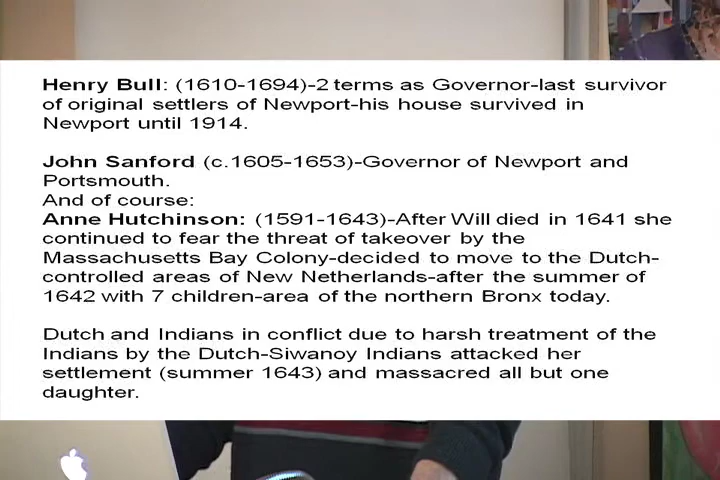 Henry Bull: (1610-1694)-2 terms as Governor-last survivor
of original settlers of Newport-his house survived in
Newport until 1914.
John Sanford (c.1605-1653)-Governor of Newport and
Portsmouth.
And of course:
Anne Hutchinson: (1591-1643)-After Will died in 1641 she
continued to fear the threat of takeover by the
Massachusetts Bay Colony-decided to move to the Dutch-
controlled areas of New Netherlands-after the summer of
1642 with 7 children-area of the northern Bronx today.
Dutch and Indians in conflict due to harsh treatment of the
Indians by the Dutch-Siwanoy Indians attacked her
settlement (summer 1643) and massacred all but one
daughter.